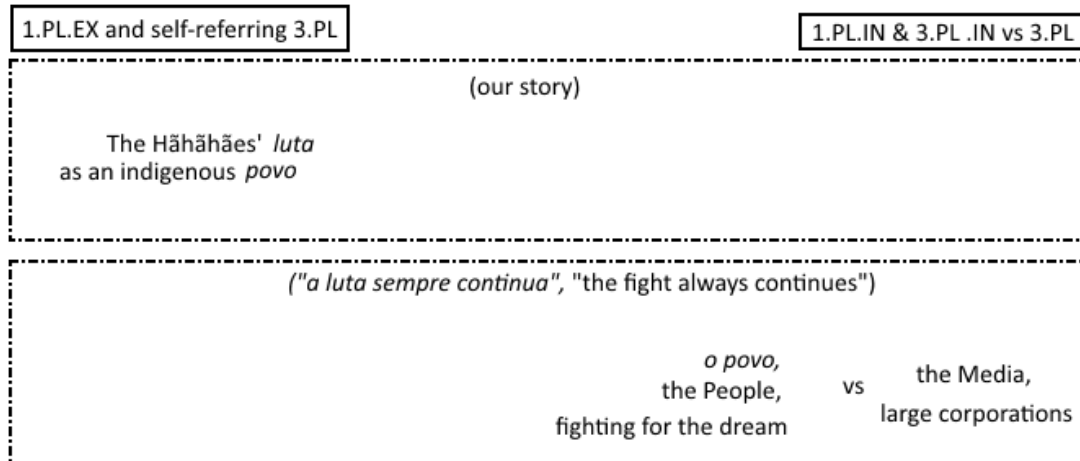 1.PL.EX and self-referring 3.PL
1.PL.IN & 3.PL .IN vs 3.PL
(our story)
The Hãhãhães' luta
as an indigenous povo
("a luta sempre continua", "the fight always continues")
o povo,
the People,
fighting for the dream
vs
the Media,
large corporations